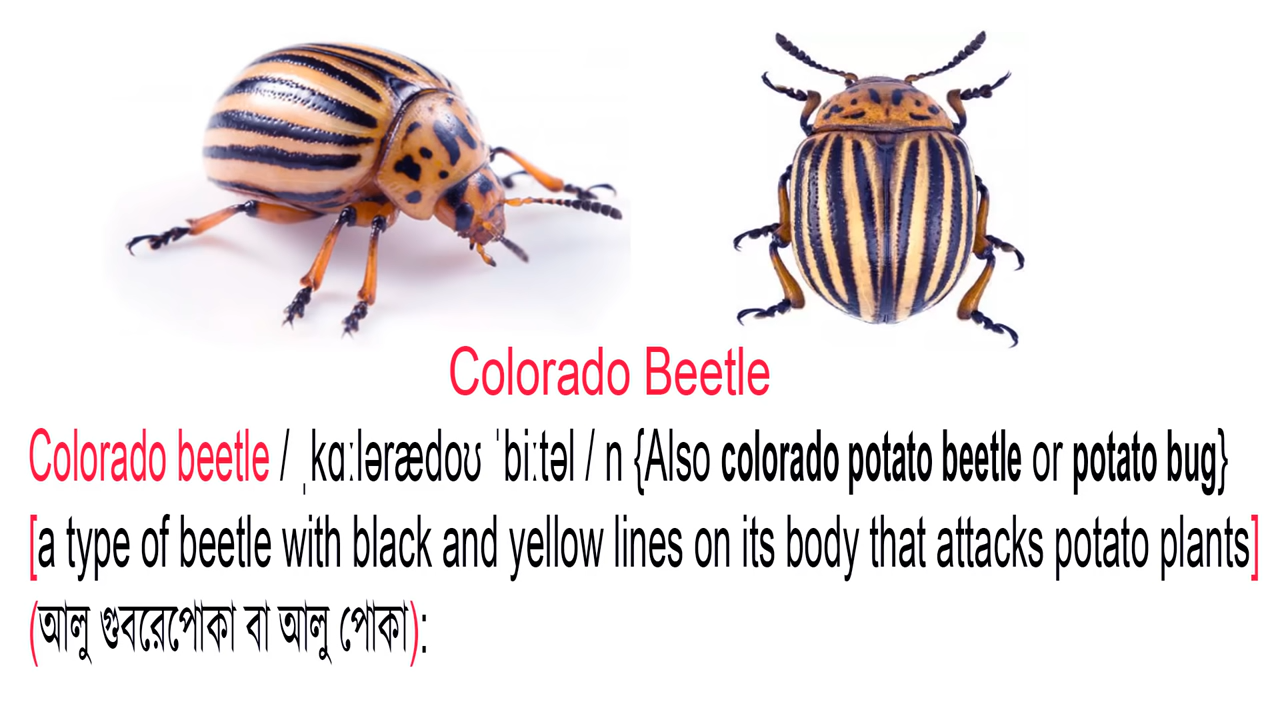 Colorado Beetle
Colorado beetle / ˌkɑːlərædoʊ ˈbiːtəl / n {Also colorado potato beetle or potato bug}
[a type of beetle with black and yellow lines on its body that attacks potato plants]
(আলু গুবরেপোকা বা আলু পোকা):